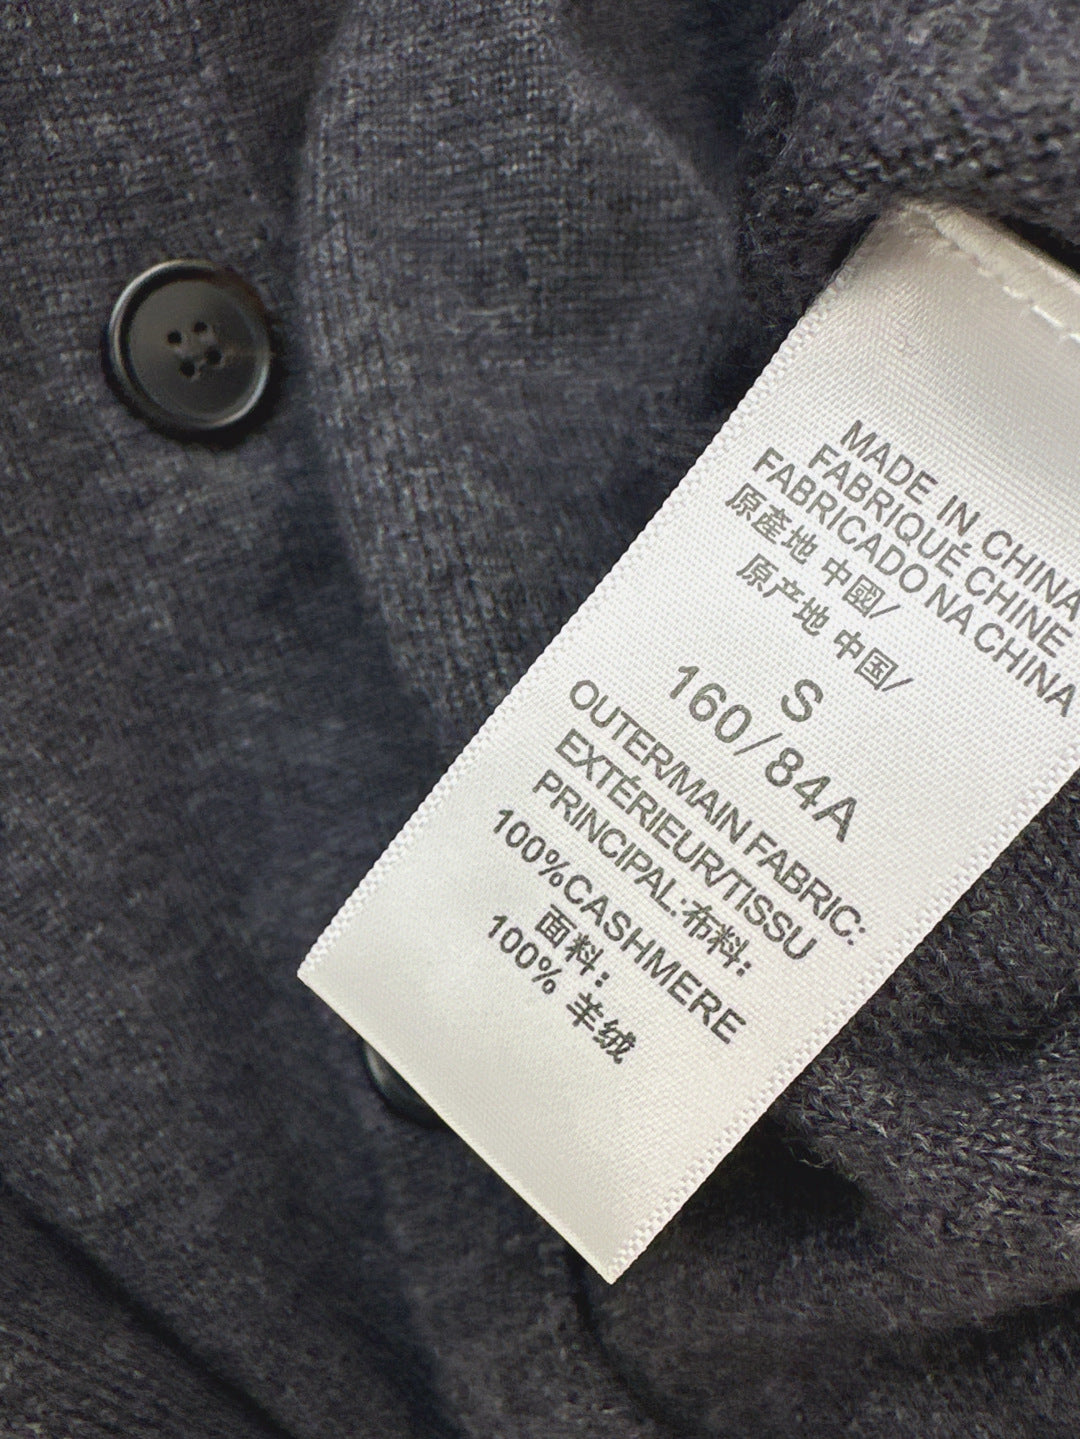 MADE IN CHINA
FABRIQUÉ CHINE
FABRICADO NA CHINA
原產地 中國/
原产地 中国/
S
160/84A
OUTER/MAIN FABRIC:
EXTÉRIEUR/TISSU
PRINCIPAL:布料:
100%CASHMERE
面料:
100% 羊绒